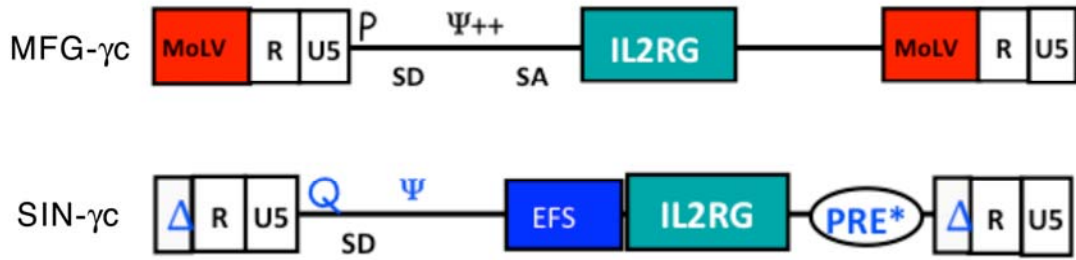 P Ψ++
MFG-γc MoLV R U5 IL2RG MoLV R U5
SD SA
Q Ψ
SIN-γc Δ R U5 EFS IL2RG PRE* Δ R U5
SD